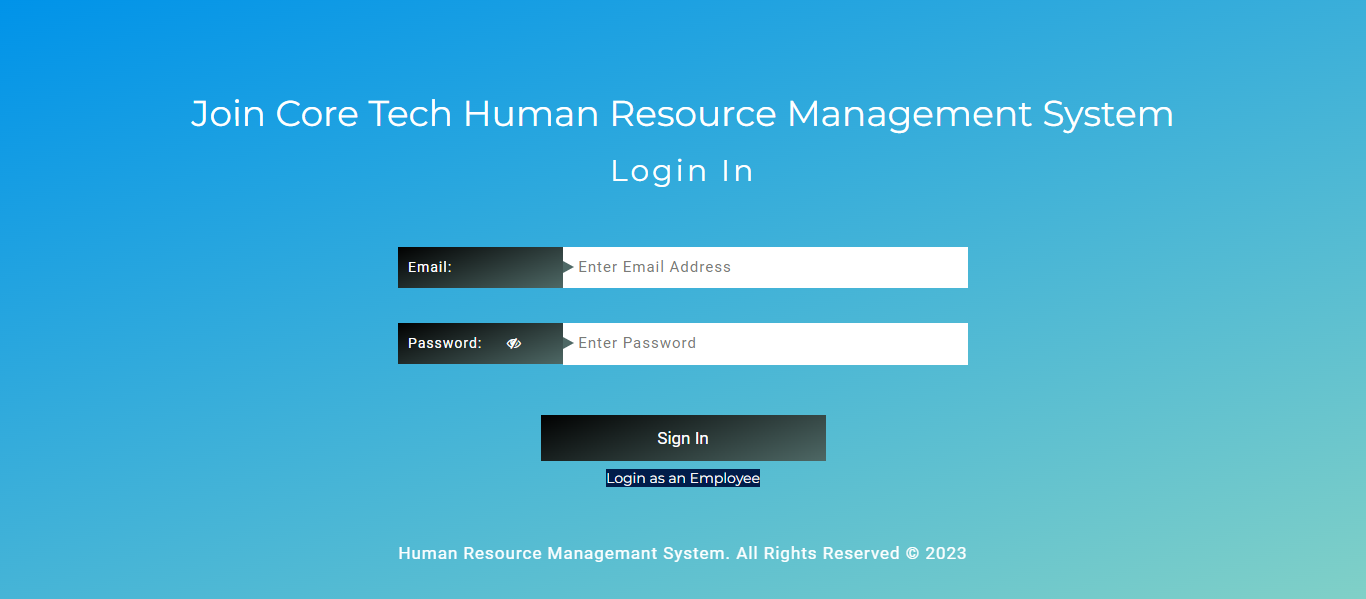 Join Core Tech Human Resource Management System
Login In
Email:
Enter Email Address
Password:
Enter Password
Sign In
Login as an Employee
Human Resource Managemant System. All Rights Reserved © 2023